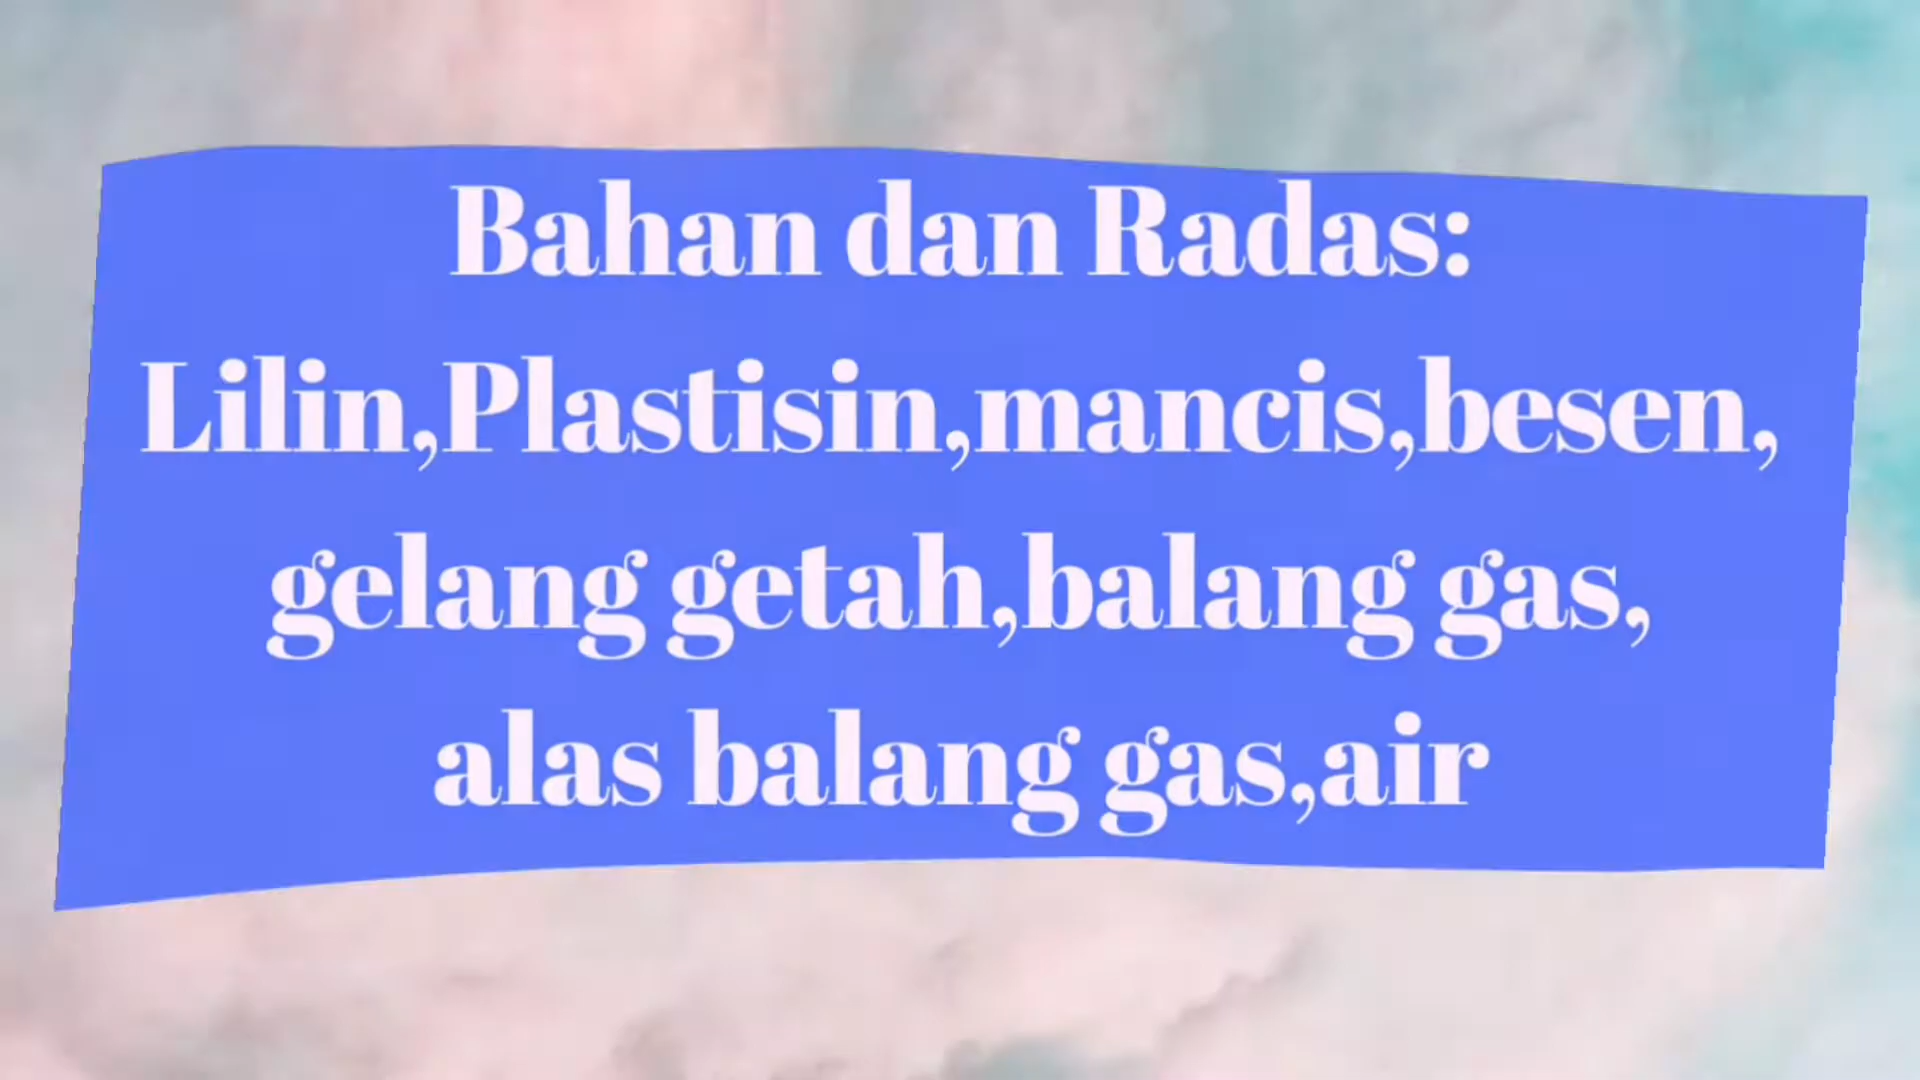 Bahan dan Radas:
Lilin,Plastisin,mancis,besen,
gelang getah,balang gas,
alas balang gas,air